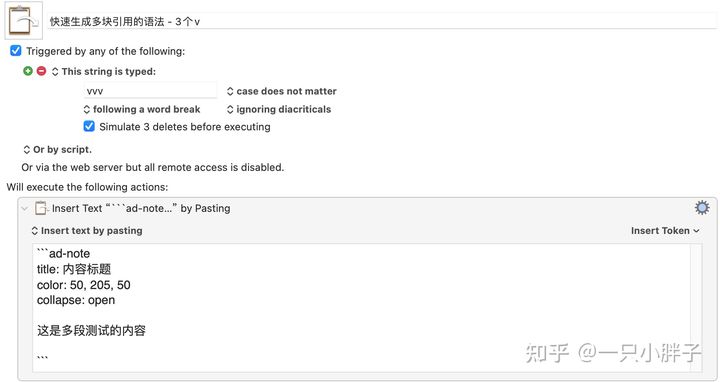 快速生成多块引用的语法 - 3个v
Triggered by any of the following:
This string is typed:
vvv
case does not matter
following a word break
ignoring diacriticals
Simulate 3 deletes before executing
Or by script.
Or via the web server but all remote access is disabled.
Will execute the following actions:
Insert Text “```ad-note...” by Pasting
Insert text by pasting
Insert Token
```ad-note
title: 内容标题
color: 50, 205, 50
collapse: open
这是多段测试的内容
```
知乎 @一只小胖子